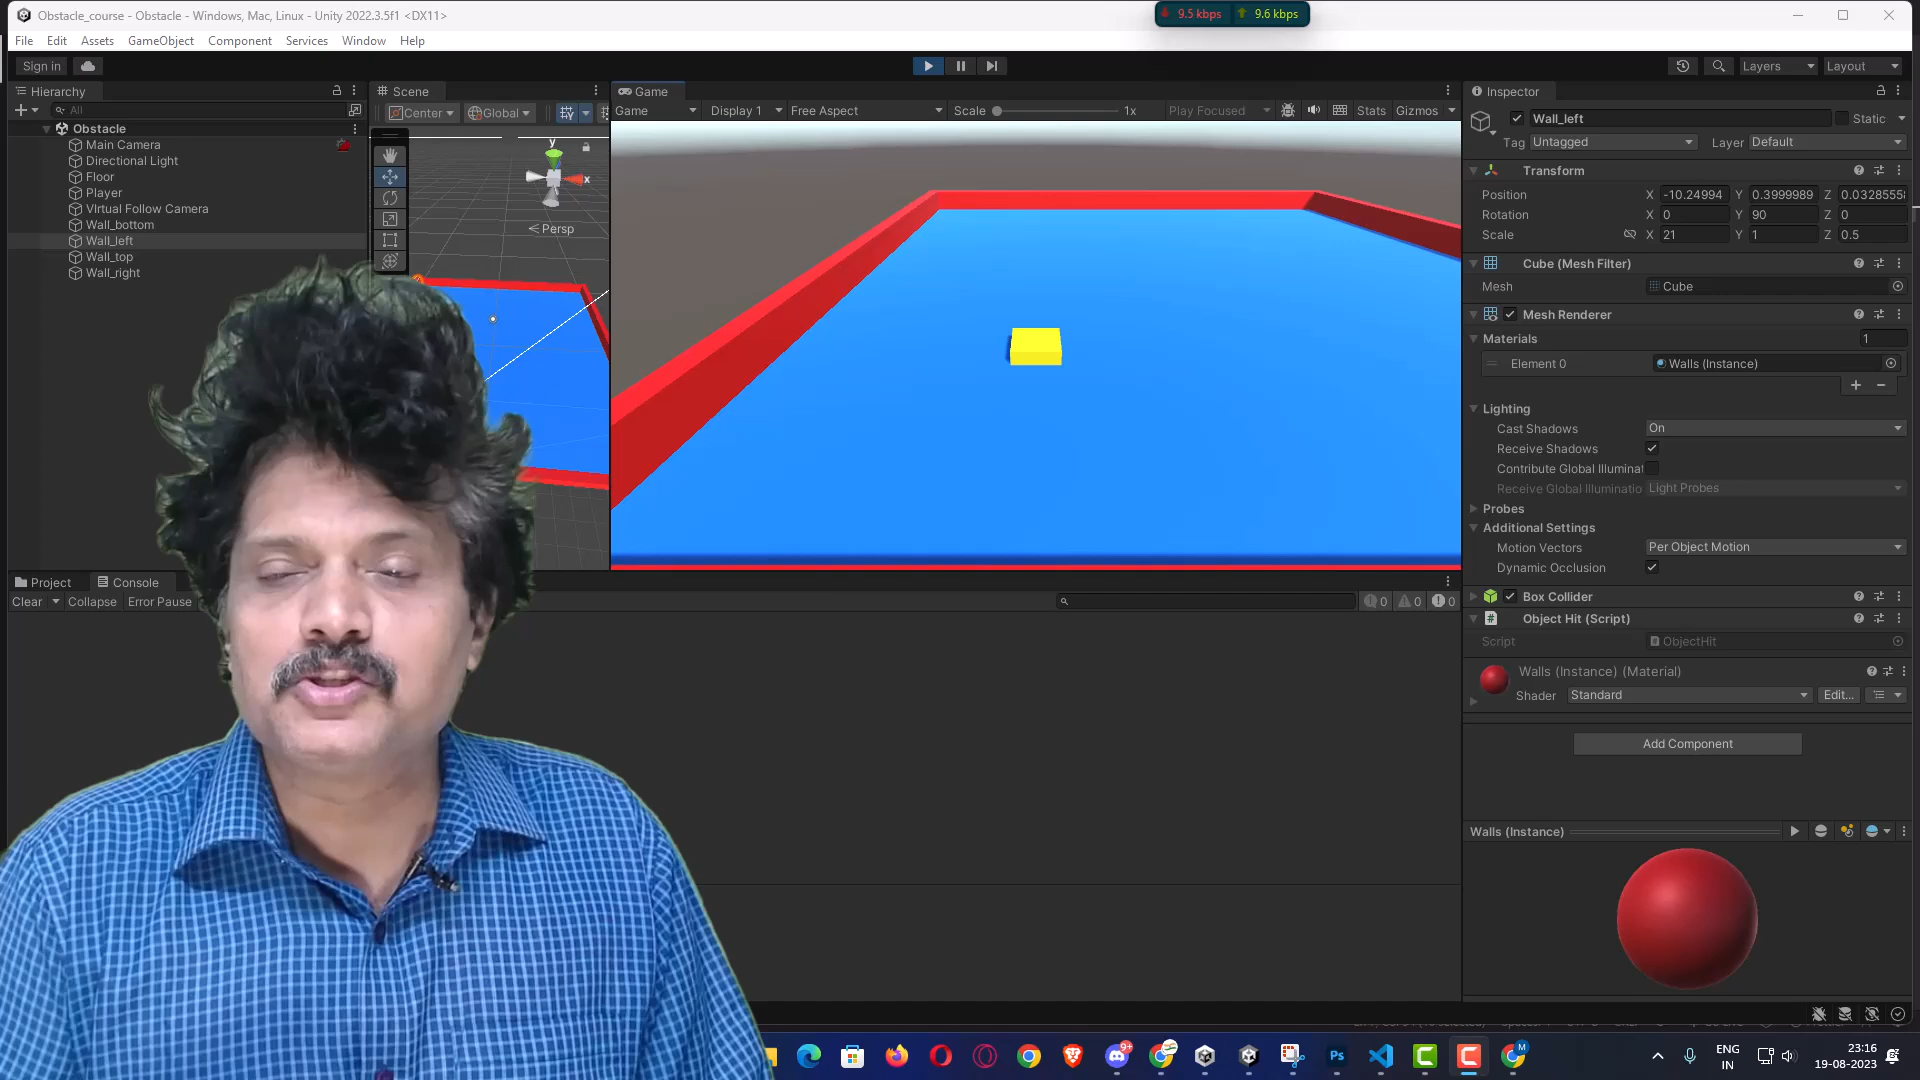 Obstacle_course - Obstacle - Windows, Mac, Linux - Unity 2022.3.5f1 <DX11>
9.5 kbps 9.6 kbps
File Edit Assets GameObject Component Services Window Help
Sign in
Layers Layout
Hierarchy
All
Obstacle
Main Camera
Directional Light
Floor
Player
VIrtual Follow Camera
Wall_bottom
Wall_left
Wall_top
Wall_right
Scene
Center Global
y
x
Persp
Game
Game Display 1 Free Aspect Scale 1x Play Focused Stats Gizmos
Inspector
Wall_left Static
Tag Untagged Layer Default
Transform
Position X -10.24994 Y 0.3999989 Z 0.0328555
Rotation X 0 Y 90 Z 0
Scale X 21 Y 1 Z 0.5
Cube (Mesh Filter)
Mesh Cube
Mesh Renderer
Materials 1
Element 0 Walls (Instance)
Lighting
Cast Shadows On
Receive Shadows
Contribute Global Illuminat
Receive Global Illuminatio Light Probes
Probes
Additional Settings
Motion Vectors Per Object Motion
Dynamic Occlusion
Box Collider
Object Hit (Script)
Script ObjectHit
Walls (Instance) (Material)
Shader Standard Edit...
Add Component
Walls (Instance)
Project Console
Clear Collapse Error Pause
0 0 0
9+
Ps
M
ENG
IN
23:16
19-08-2023